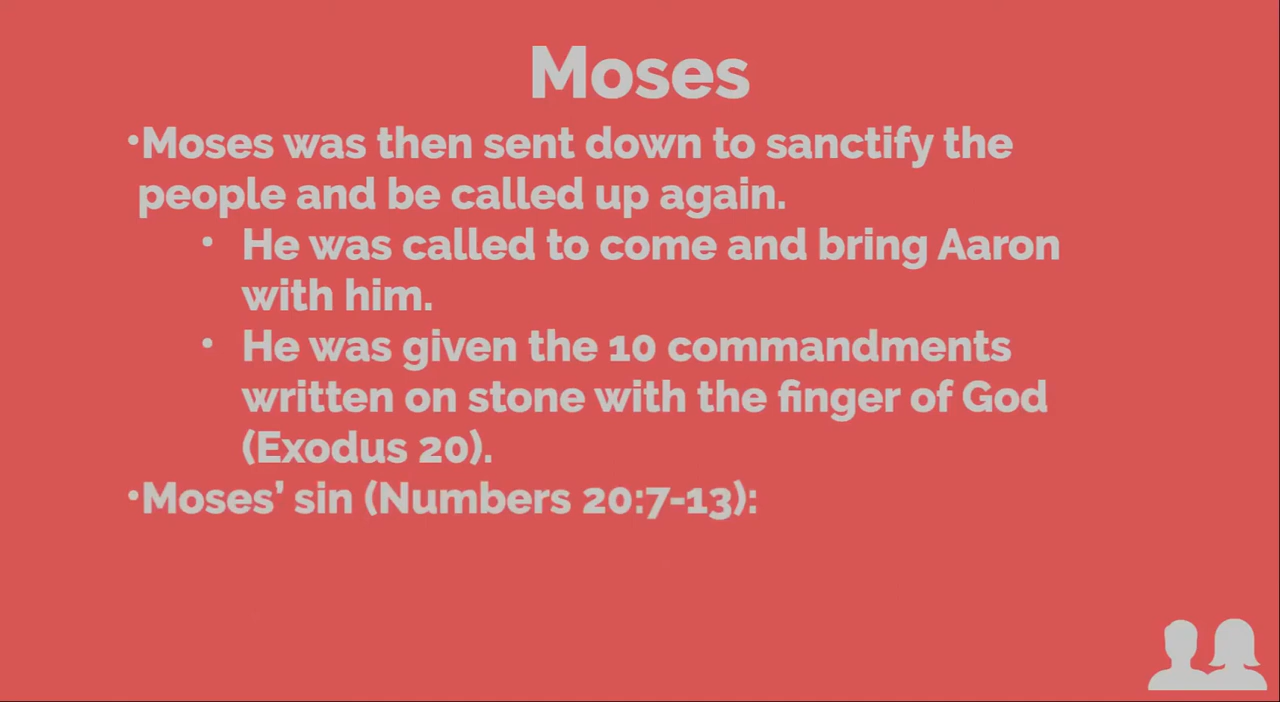 Moses
•Moses was then sent down to sanctify the
people and be called up again.
• He was called to come and bring Aaron
with him.
• He was given the 10 commandments
written on stone with the finger of God
(Exodus 20).
•Moses’ sin (Numbers 20:7-13):